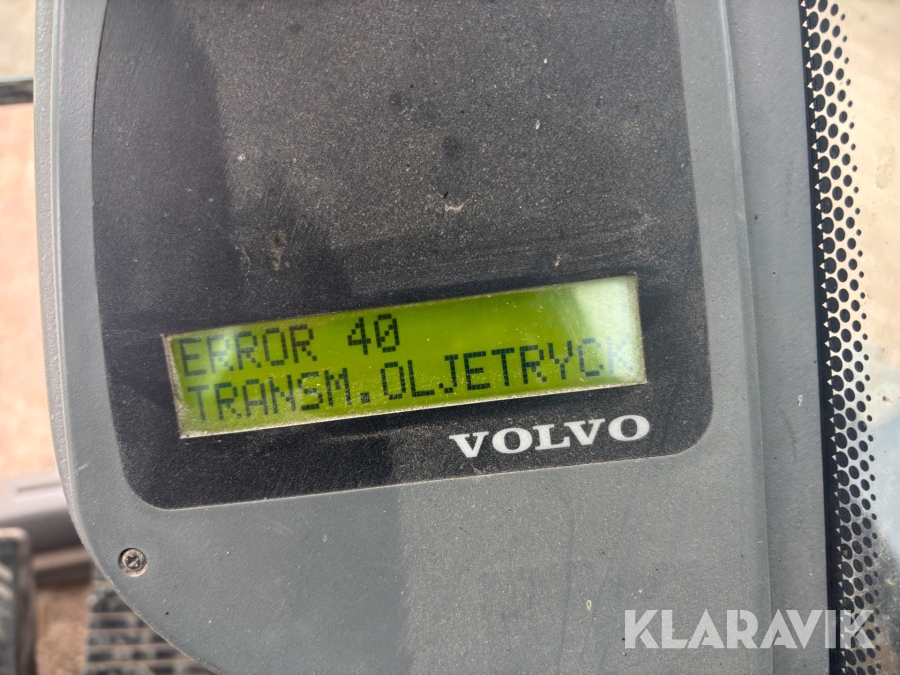 ERROR 40
TRANSM.OLJETRYCK
VOLVO
KLARAVIK